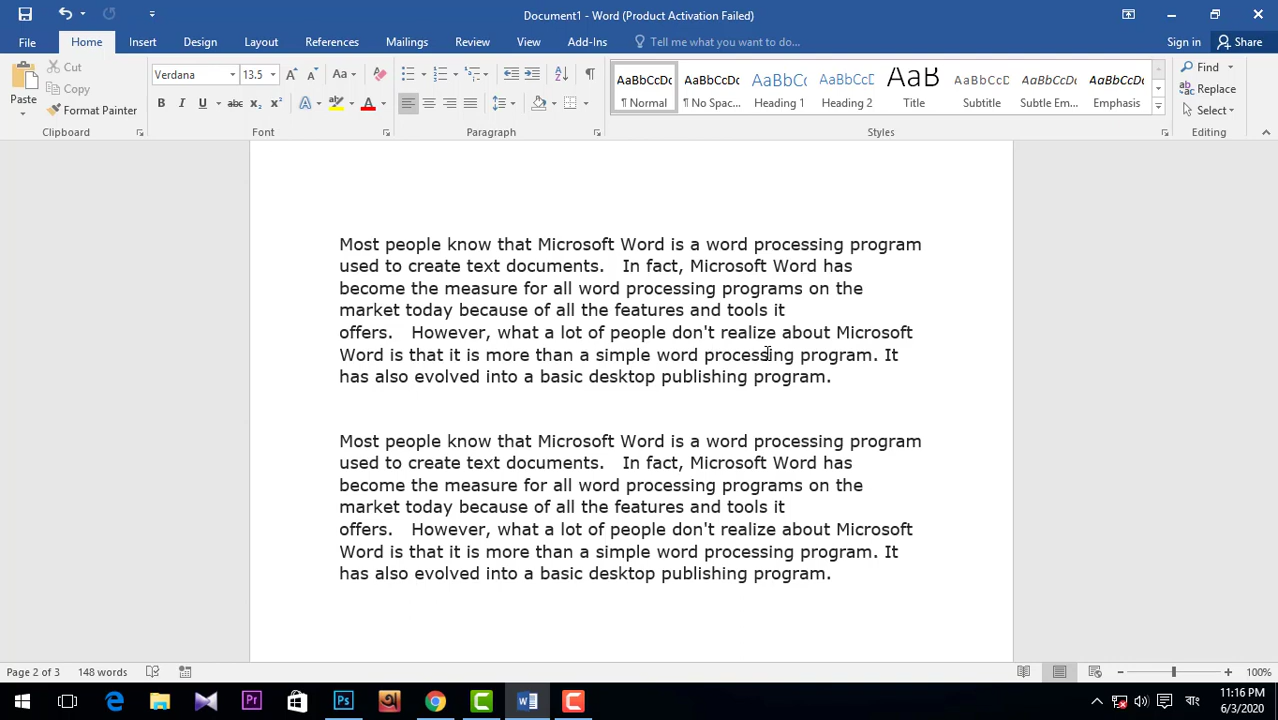 Document1 - Word (Product Activation Failed)
File Home Insert Design Layout References Mailings Review View Add-Ins Tell me what you want to do... Sign in Share
Paste
Cut
Copy
Format Painter
Clipboard
Verdana 13.5 Aa
B I U abc x₂ x² A A
Font
Paragraph
AaBbCcDc AaBbCcDc AaBbCc AaBbCcD AaB AaBbCcD AaBbCcDc AaBbCcDc
¶ Normal ¶ No Spac... Heading 1 Heading 2 Title Subtitle Subtle Em... Emphasis
Styles
Find
Replace
Select
Editing
Most people know that Microsoft Word is a word processing program
used to create text documents. In fact, Microsoft Word has
become the measure for all word processing programs on the
market today because of all the features and tools it
offers. However, what a lot of people don't realize about Microsoft
Word is that it is more than a simple word processing program. It
has also evolved into a basic desktop publishing program.
Most people know that Microsoft Word is a word processing program
used to create text documents. In fact, Microsoft Word has
become the measure for all word processing programs on the
market today because of all the features and tools it
offers. However, what a lot of people don't realize about Microsoft
Word is that it is more than a simple word processing program. It
has also evolved into a basic desktop publishing program.
Page 2 of 3 148 words 100%
বাং
11:16 PM
6/3/2020